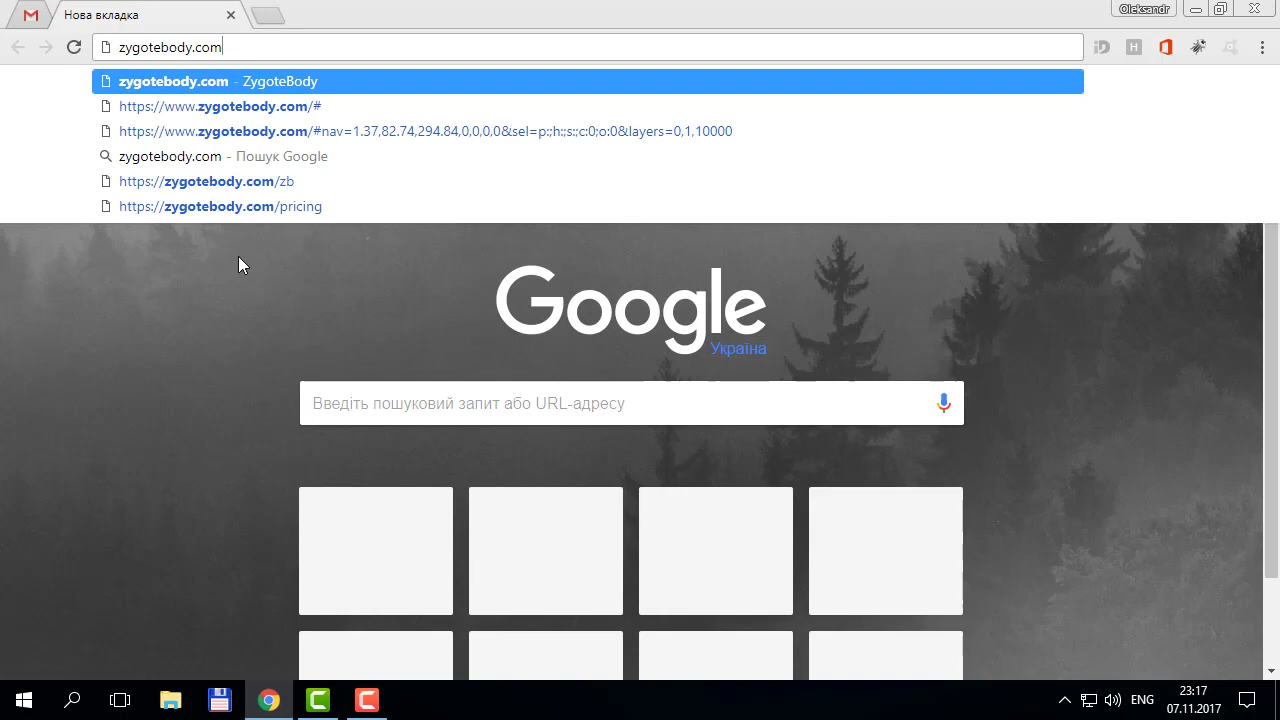 Нова вкладка
Oleksandr
zygotebody.com
zygotebody.com - ZygoteBody
https://www.zygotebody.com/#
https://www.zygotebody.com/#nav=1.37,82.74,294.84,0,0,0,0&sel=p:;h:;s:;c:0;o:0&layers=0,1,10000
zygotebody.com - Пошук Google
https://zygotebody.com/zb
https://zygotebody.com/pricing
Google
Україна
Введіть пошуковий запит або URL-адресу
ENG
23:17
07.11.2017